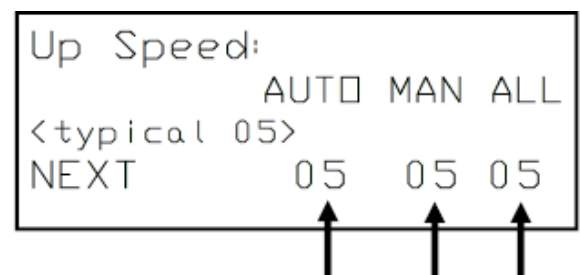 Up Speed:
AUTO MAN ALL
<typical 05>
NEXT 05 05 05